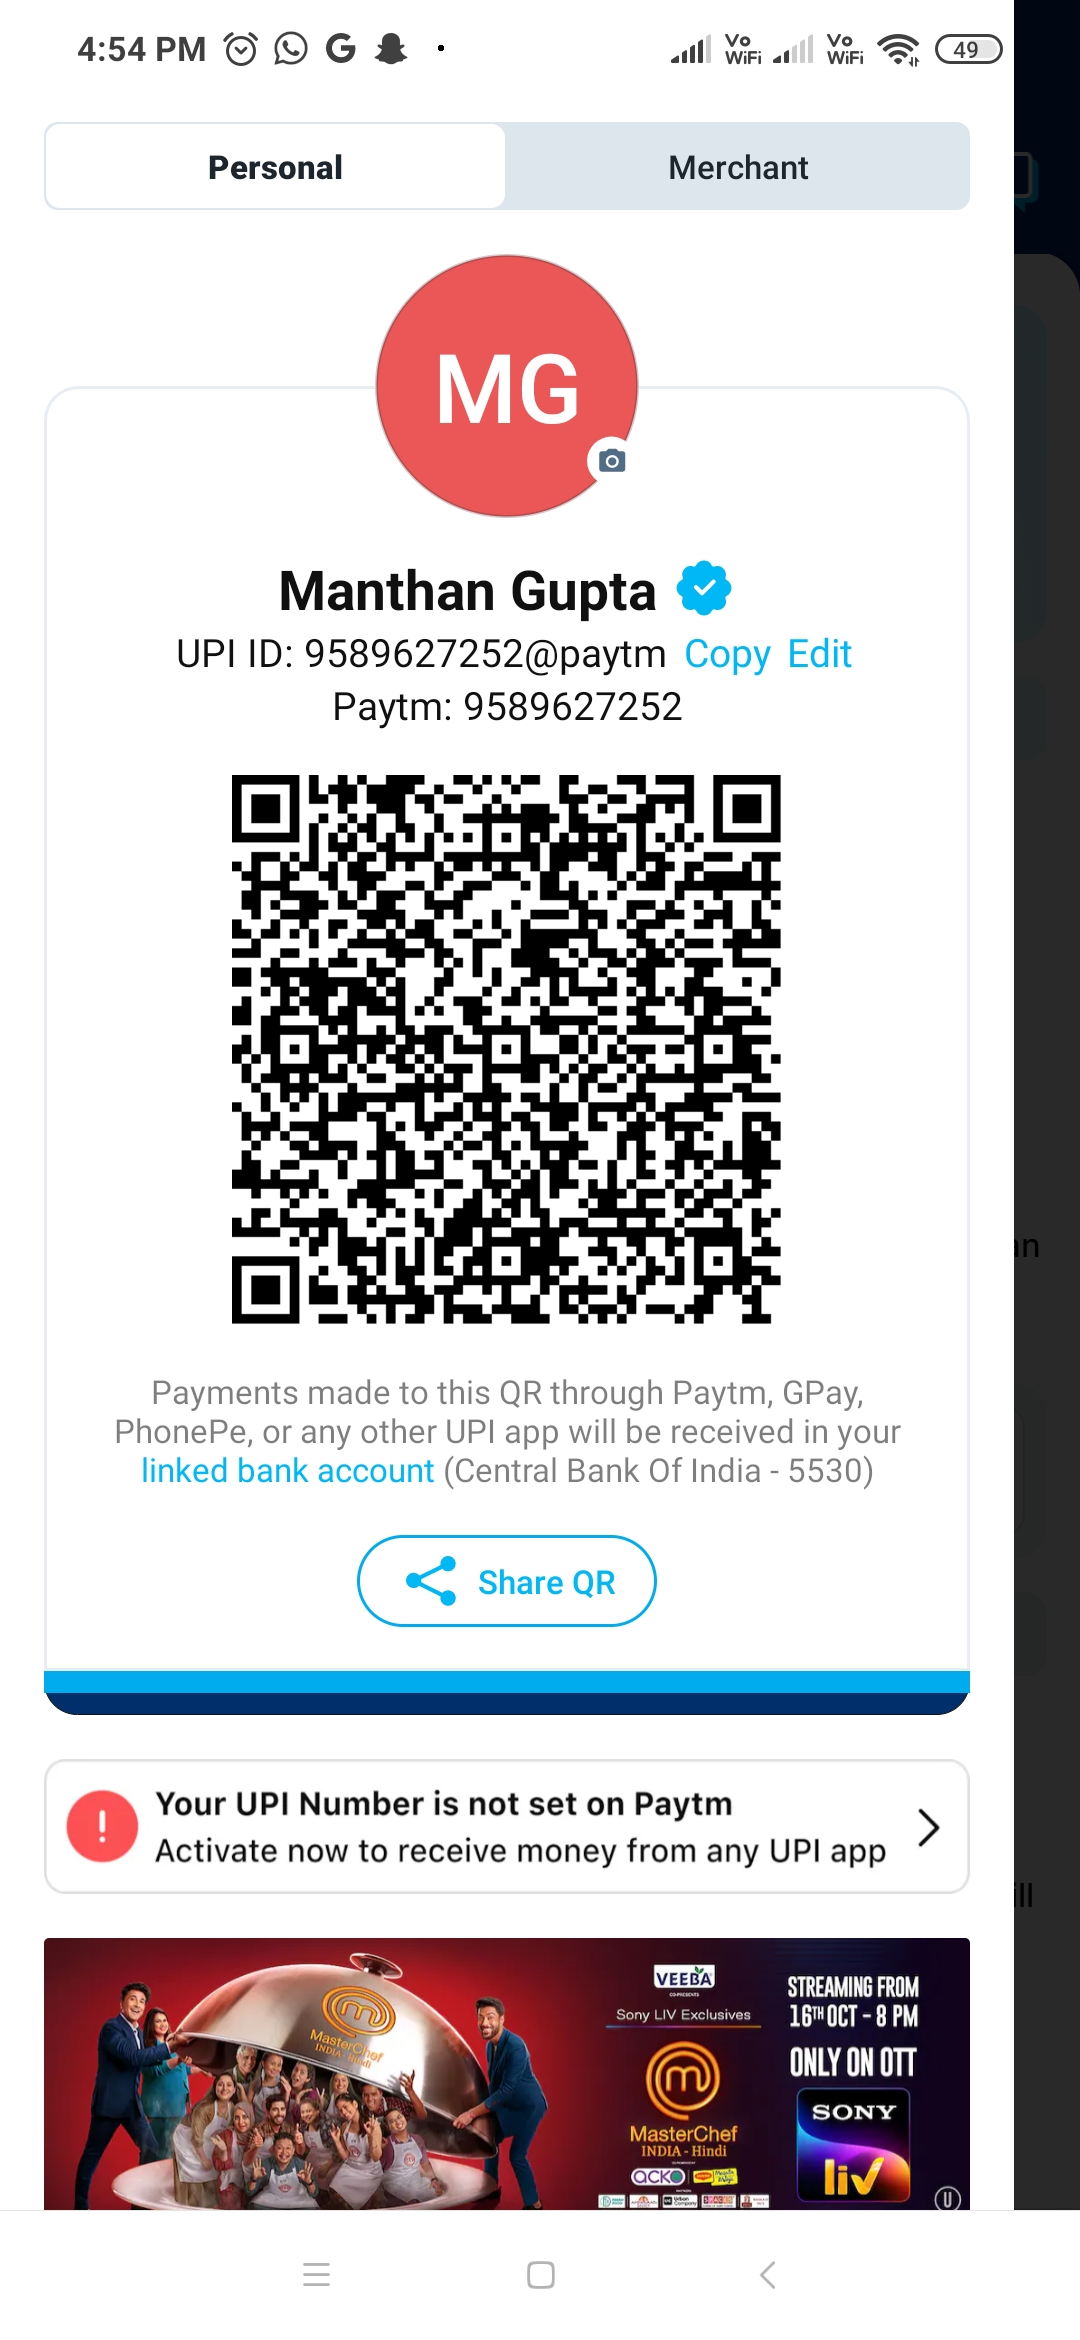 4:54 PM
Vo
WiFi
Vo
WiFi
49
Personal
Merchant
MG
Manthan Gupta
UPI ID: 9589627252@paytm Copy Edit
Paytm: 9589627252
Payments made to this QR through Paytm, GPay,
PhonePe, or any other UPI app will be received in your
linked bank account (Central Bank Of India - 5530)
Share QR
an
Your UPI Number is not set on Paytm
Activate now to receive money from any UPI app
ill
MasterChef
INDIA - Hindi
VEEBA
CO-PRESENTS
Sony LIV Exclusives
MasterChef
INDIA - Hindi
acko
STREAMING FROM
16TH OCT - 8 PM
ONLY ON OTT
SONY
liv
U